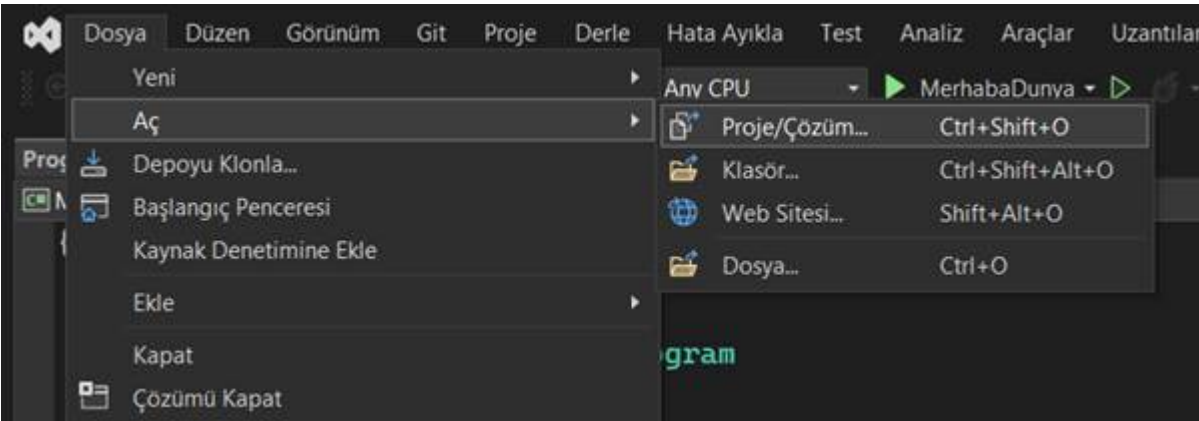 Dosya Düzen Görünüm Git Proje Derle Hata Ayıkla Test Analiz Araçlar Uzantılar
Yeni
Any CPU MerhabaDunya
Aç
Proje/Çözüm... Ctrl+Shift+O
Prog
Depoyu Klonla...
Klasör... Ctrl+Shift+Alt+O
C# M
Başlangıç Penceresi
Web Sitesi... Shift+Alt+O
{
Kaynak Denetimine Ekle
Dosya... Ctrl+O
Ekle
Kapat
gram
Çözümü Kapat